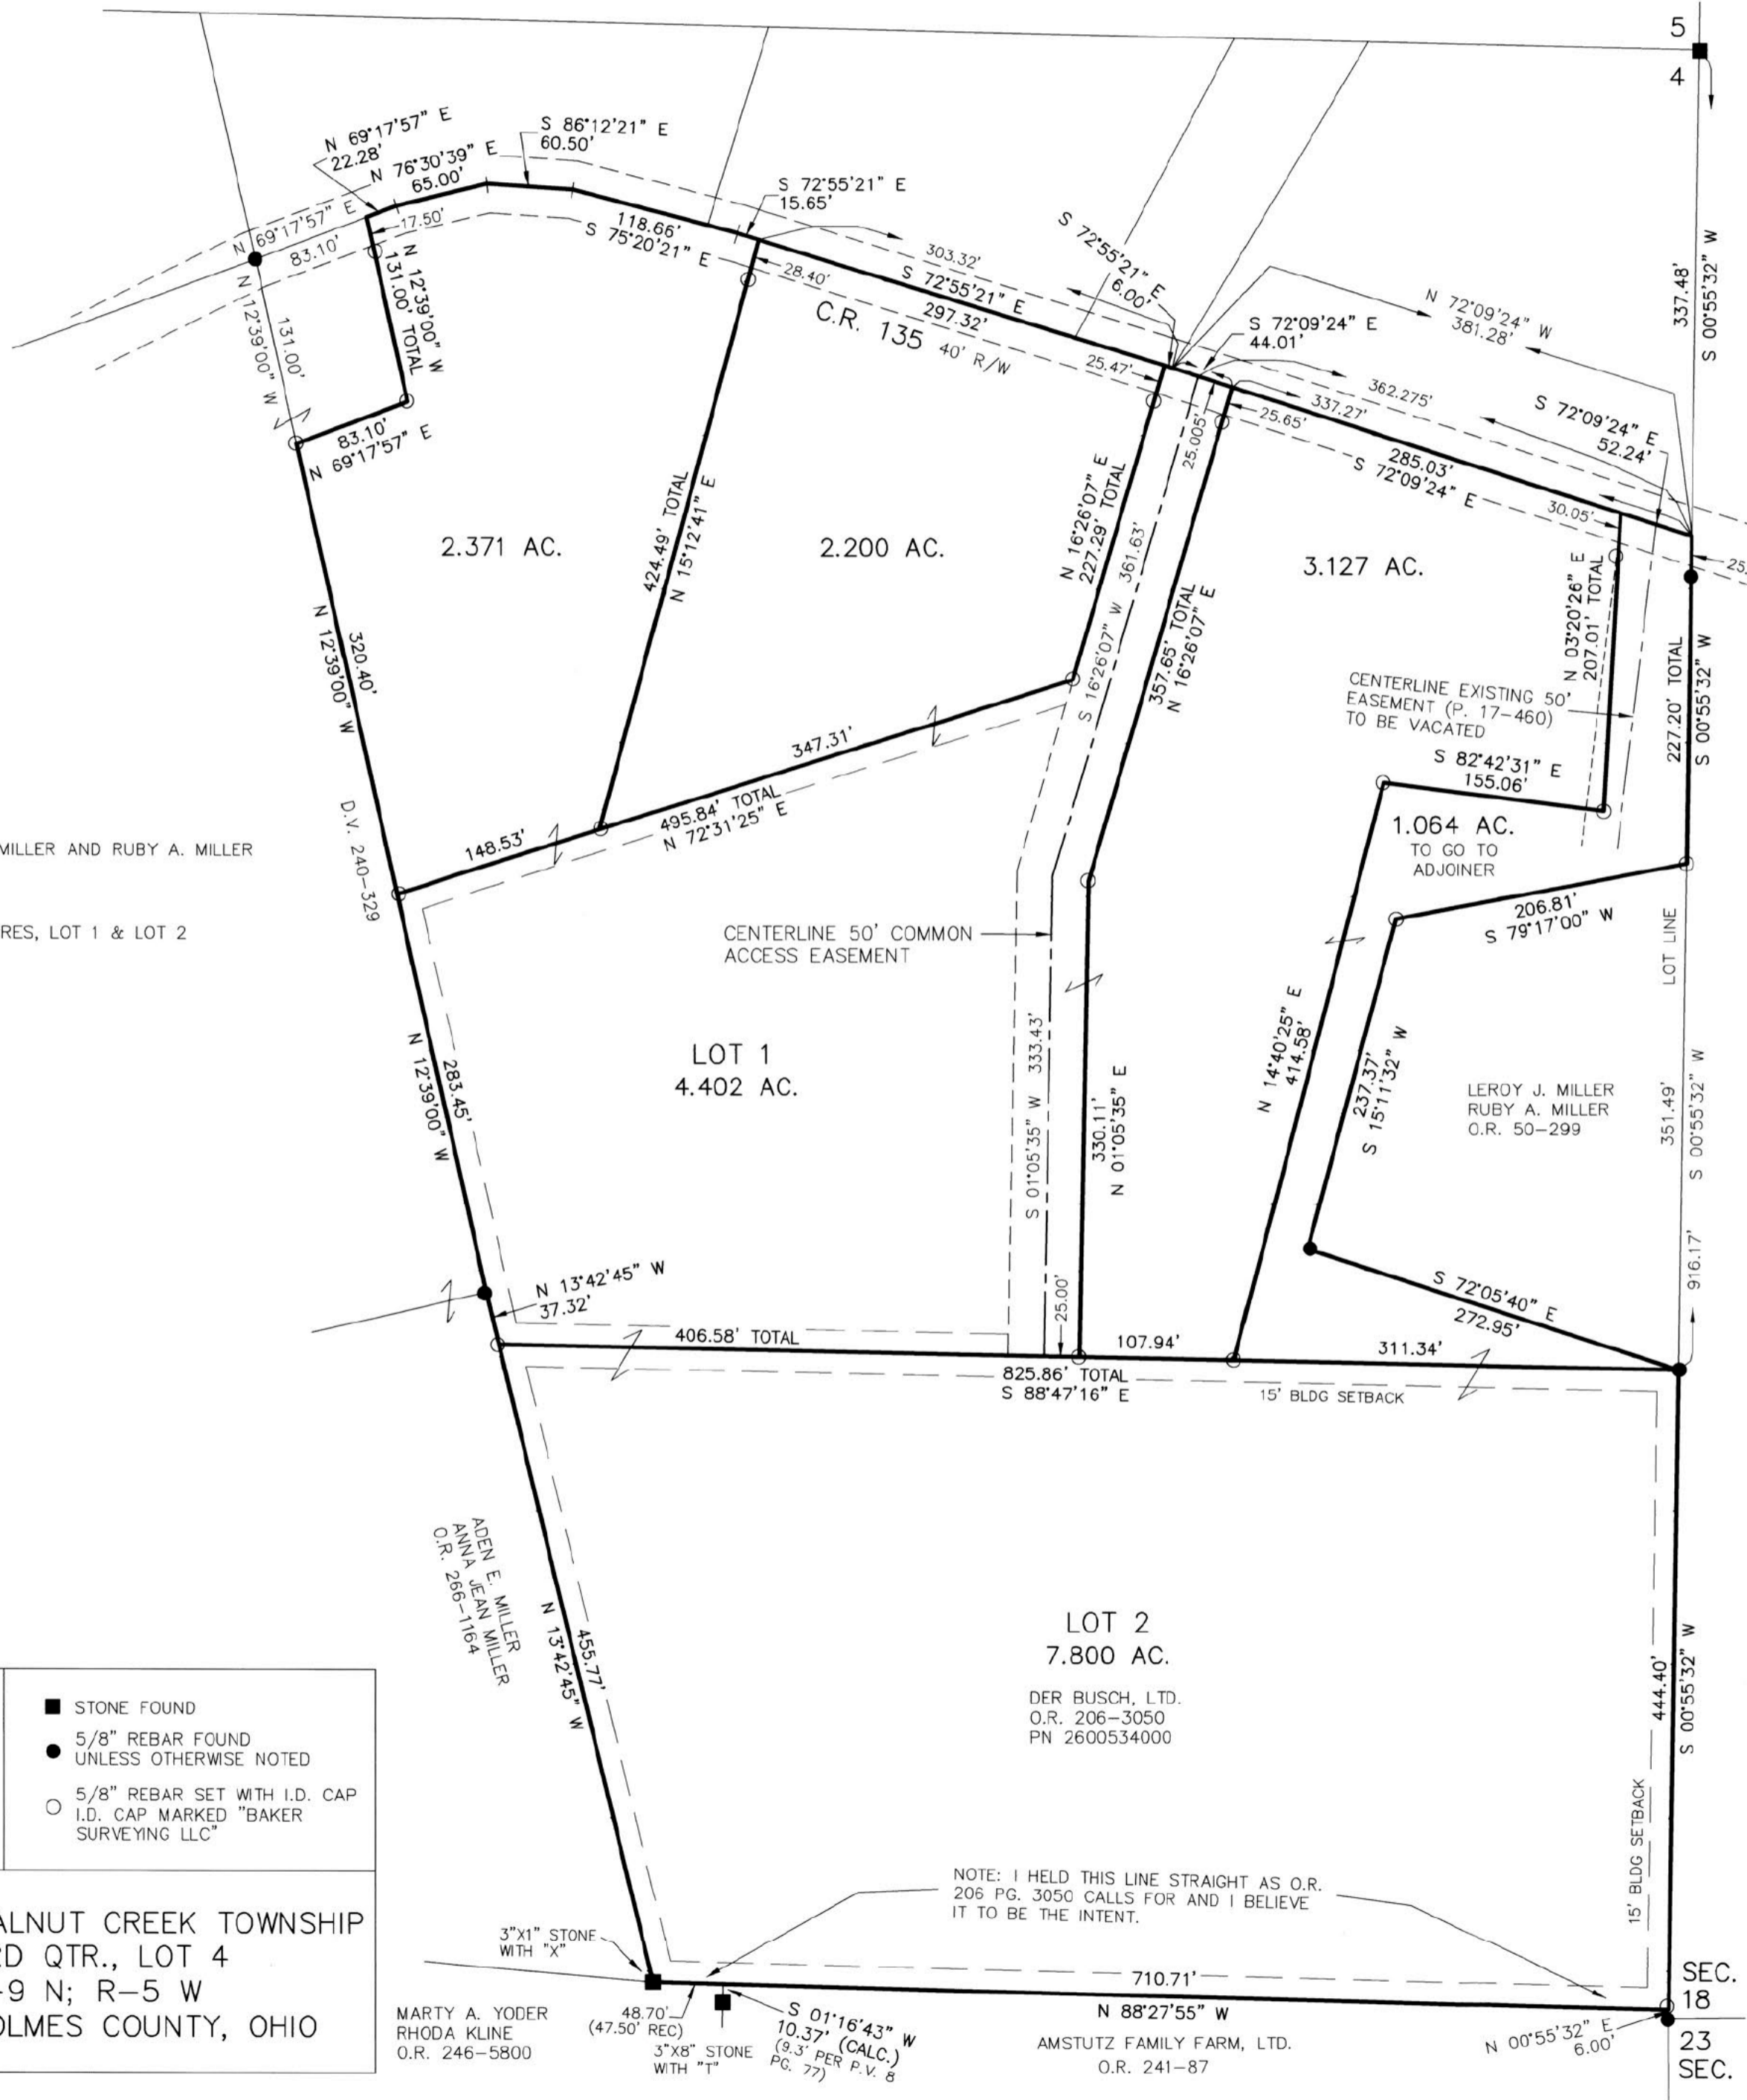 5
4
337.48'
S 00°55'32" W
N 69°17'57" E
22.28'
N 76°30'39" E
65.00'
S 86°12'21" E
60.50'
S 72°55'21" E
15.65'
118.66'
S 75°20'21" E
N 69°17'57" E
83.10'
17.50'
N 12°39'00" W
131.00' TOTAL
131.00'
N 12°39'00" W
83.10'
N 69°17'57" E
28.40'
303.32'
S 72°55'21" E
297.32'
C.R. 135 40' R/W
S 72°55'21" E
6.00'
25.47'
S 72°09'24" E
44.01'
N 72°09'24" W
381.28'
362.275'
337.27'
25.65'
25.005'
285.03'
S 72°09'24" E
S 72°09'24" E
52.24'
30.05'
25.
2.371 AC.
424.49' TOTAL
N 15°12'41" E
2.200 AC.
N 16°26'07" E
227.29' TOTAL
S 16°26'07" W 361.63'
357.65' TOTAL
N 16°26'07" E
3.127 AC.
N 03°20'26" E
207.01' TOTAL
227.20' TOTAL
S 00°55'32" W
CENTERLINE EXISTING 50'
EASEMENT (P. 17-460)
TO BE VACATED
S 82°42'31" E
155.06'
1.064 AC.
TO GO TO
ADJOINER
206.81'
S 79°17'00" W
320.40'
N 12°39'00" W
D.V. 240-329
148.53'
347.31'
495.84' TOTAL
N 72°31'25" E
MILLER AND RUBY A. MILLER
RES, LOT 1 & LOT 2
CENTERLINE 50' COMMON
ACCESS EASEMENT
LOT 1
4.402 AC.
283.45'
N 12°39'00" W
S 01°05'35" W 333.43'
330.11'
N 01°05'35" E
N 14°40'25" E
414.58'
237.37'
S 15°11'32" W
LEROY J. MILLER
RUBY A. MILLER
O.R. 50-299
LOT LINE
351.49'
S 00°55'32" W
916.17'
S 72°05'40" E
272.95'
N 13°42'45" W
37.32'
406.58' TOTAL
25.00'
107.94'
311.34'
825.86' TOTAL
S 88°47'16" E
15' BLDG SETBACK
ADEN E. MILLER
ANNA JEAN MILLER
O.R. 266-1164
455.77'
N 13°42'45" W
LOT 2
7.800 AC.
DER BUSCH, LTD.
O.R. 206-3050
PN 2600534000
444.40'
S 00°55'32" W
15' BLDG SETBACK
STONE FOUND
5/8" REBAR FOUND
UNLESS OTHERWISE NOTED
5/8" REBAR SET WITH I.D. CAP
I.D. CAP MARKED "BAKER
SURVEYING LLC"
ALNUT CREEK TOWNSHIP
RD QTR., LOT 4
-9 N; R-5 W
OLMES COUNTY, OHIO
NOTE: I HELD THIS LINE STRAIGHT AS O.R.
206 PG. 3050 CALLS FOR AND I BELIEVE
IT TO BE THE INTENT.
3"X1" STONE
WITH "X"
710.71'
N 88°27'55" W
MARTY A. YODER
RHODA KLINE
O.R. 246-5800
48.70'
(47.50' REC)
3"X8" STONE
WITH "T"
S 01°16'43" W
10.37' (CALC.)
(9.3' PER P.V. 8
PG. 77)
AMSTUTZ FAMILY FARM, LTD.
O.R. 241-87
N 00°55'32" E
6.00'
SEC.
18
23
SEC.